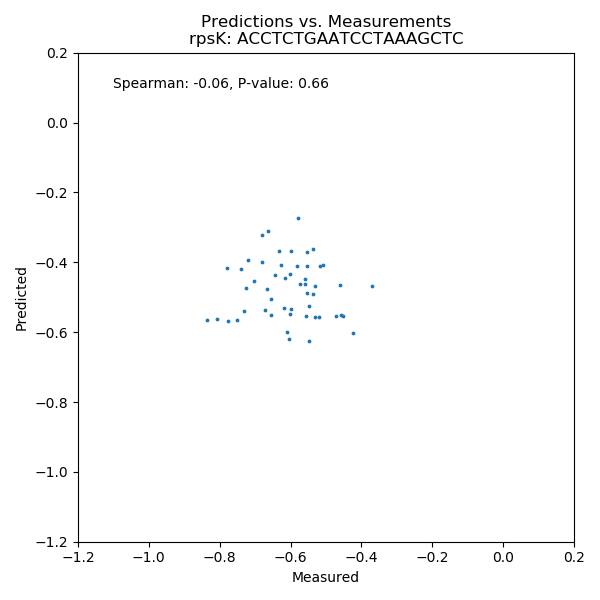 Predictions vs. Measurements
rpsK: ACCTCTGAATCCTAAAGCTC
Spearman: -0.06, P-value: 0.66
0.2
0.0
−0.2
−0.4
−0.6
−0.8
−1.0
−1.2
Predicted
−1.2 −1.0 −0.8 −0.6 −0.4 −0.2 0.0 0.2
Measured